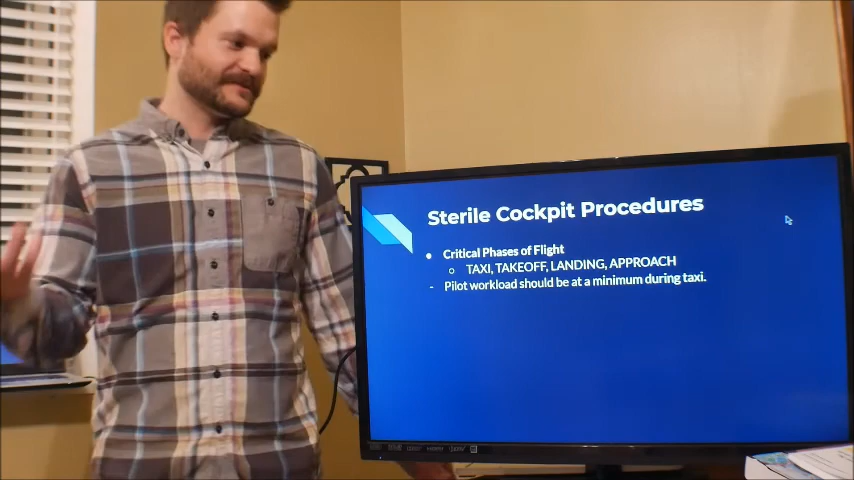 Sterile Cockpit Procedures
● Critical Phases of Flight
○ TAXI, TAKEOFF, LANDING, APPROACH
- Pilot workload should be at a minimum during taxi.